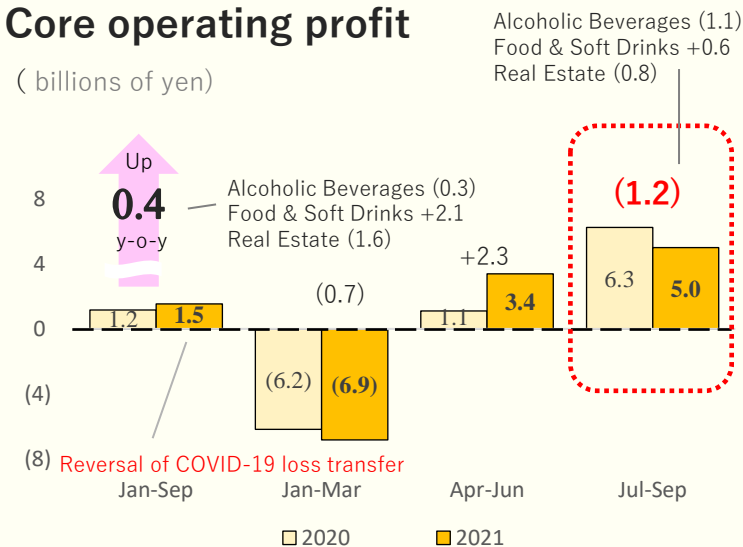 Core operating profit
( billions of yen)
Alcoholic Beverages (1.1)
Food & Soft Drinks +0.6
Real Estate (0.8)
Up
0.4
y-o-y
Alcoholic Beverages (0.3)
Food & Soft Drinks +2.1
Real Estate (1.6)
(0.7)
+2.3
(1.2)
8
4
0
(4)
(8)
1.2
1.5
(6.2)
(6.9)
1.1
3.4
6.3
5.0
Reversal of COVID-19 loss transfer
Jan-Sep
Jan-Mar
Apr-Jun
Jul-Sep
2020
2021